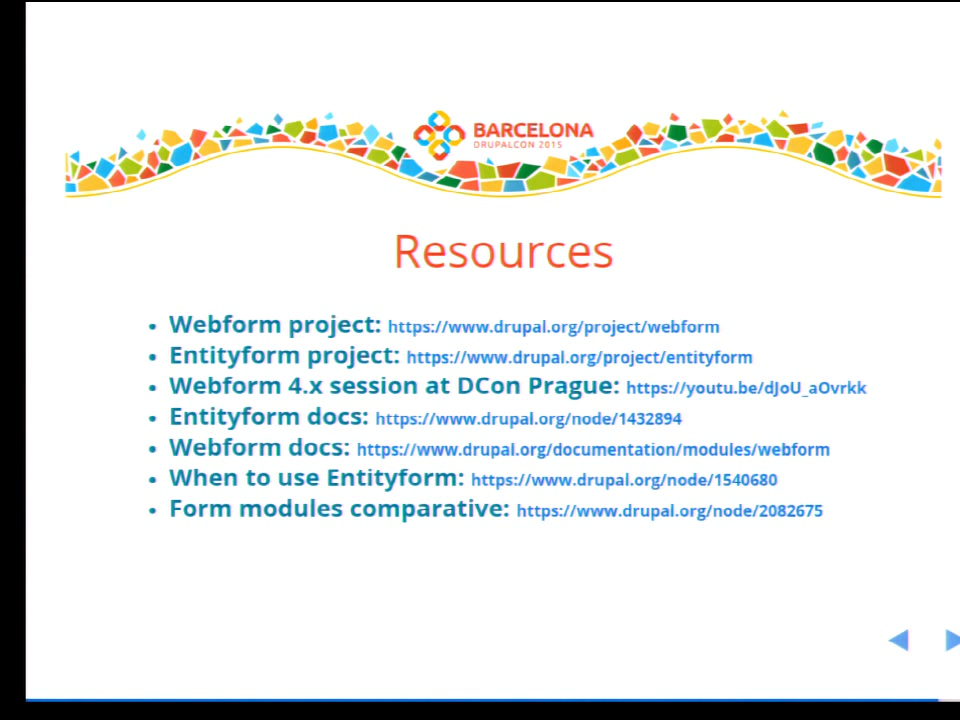 BARCELONA
DRUPALCON 2015
Resources
• Webform project: https://www.drupal.org/project/webform
• Entityform project: https://www.drupal.org/project/entityform
• Webform 4.x session at DCon Prague: https://youtu.be/dJoU_aOvrkk
• Entityform docs: https://www.drupal.org/node/1432894
• Webform docs: https://www.drupal.org/documentation/modules/webform
• When to use Entityform: https://www.drupal.org/node/1540680
• Form modules comparative: https://www.drupal.org/node/2082675